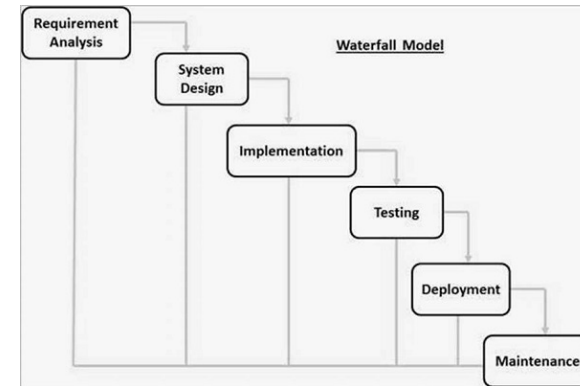 Requirement
Analysis
Waterfall Model
System
Design
Implementation
Testing
Deployment
Maintenance